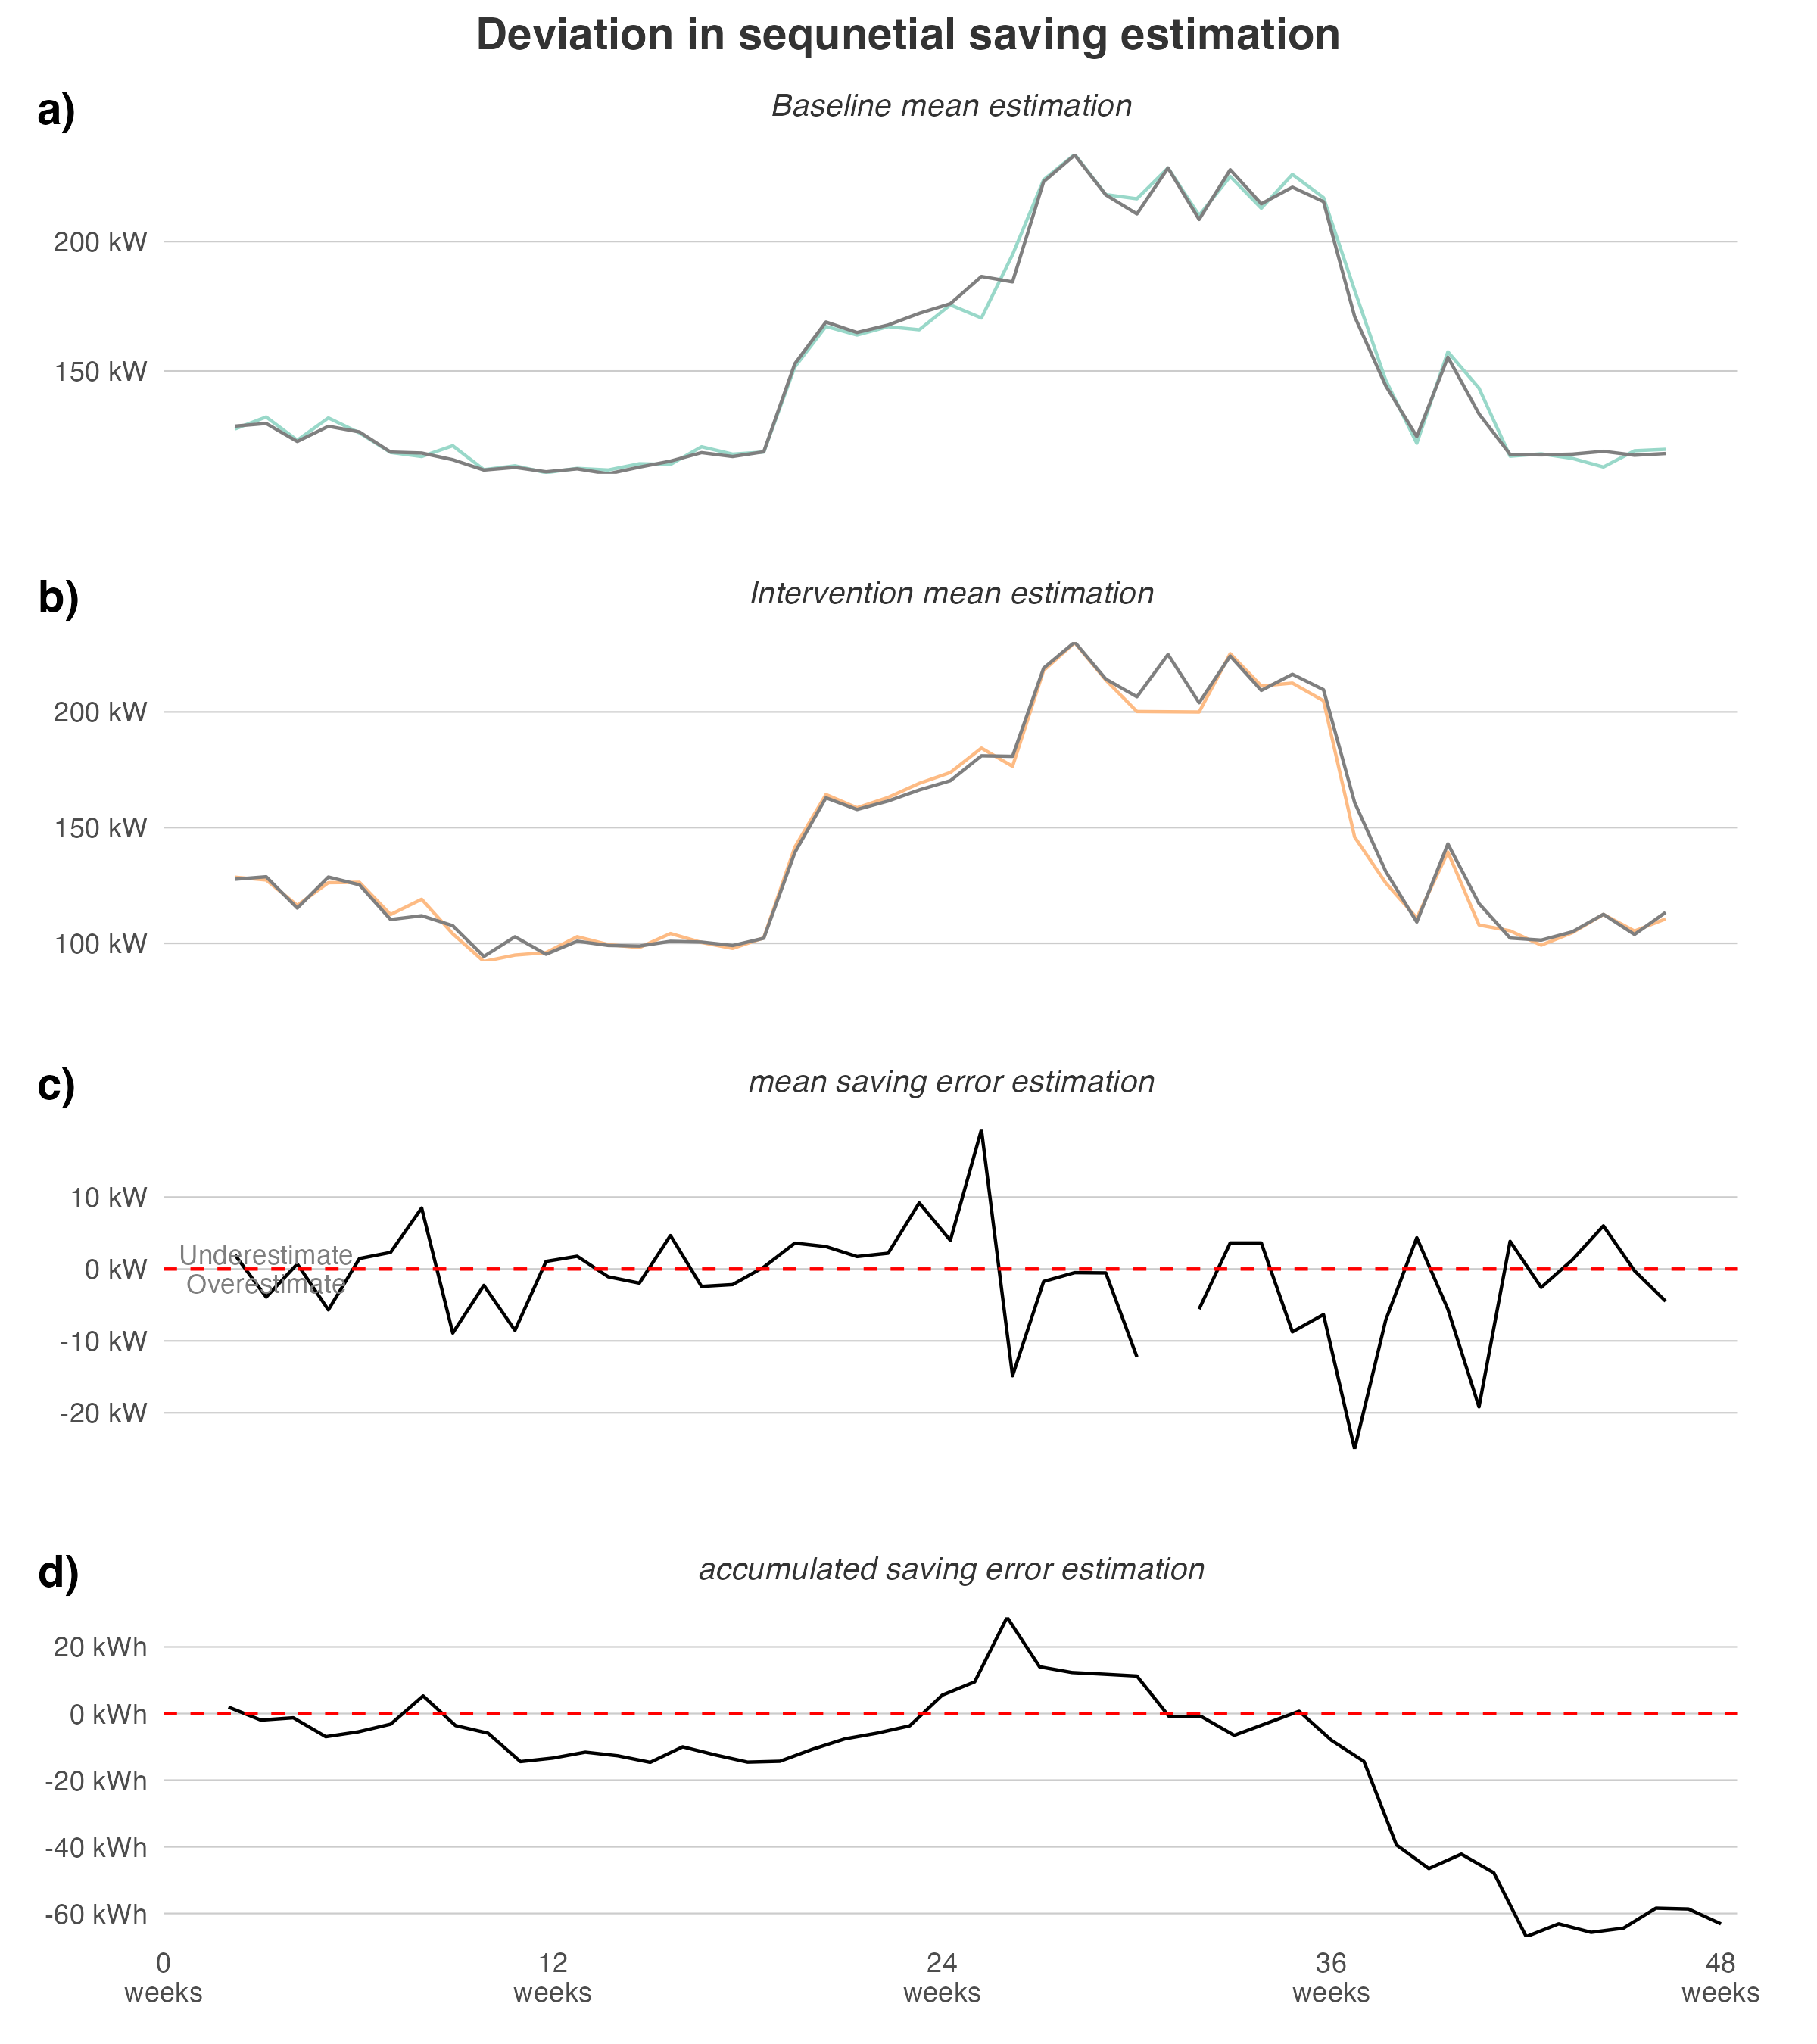 Deviation in sequnetial saving estimation
a)
Baseline mean estimation
200 kW
150 kW
b)
Intervention mean estimation
200 kW
150 kW
100 kW
c)
mean saving error estimation
10 kW
Underestimate
0 kW
Overestimate
-10 kW
-20 kW
d)
accumulated saving error estimation
20 kWh
0 kWh
-20 kWh
-40 kWh
-60 kWh
0 12 24 36 48
weeks weeks weeks weeks weeks